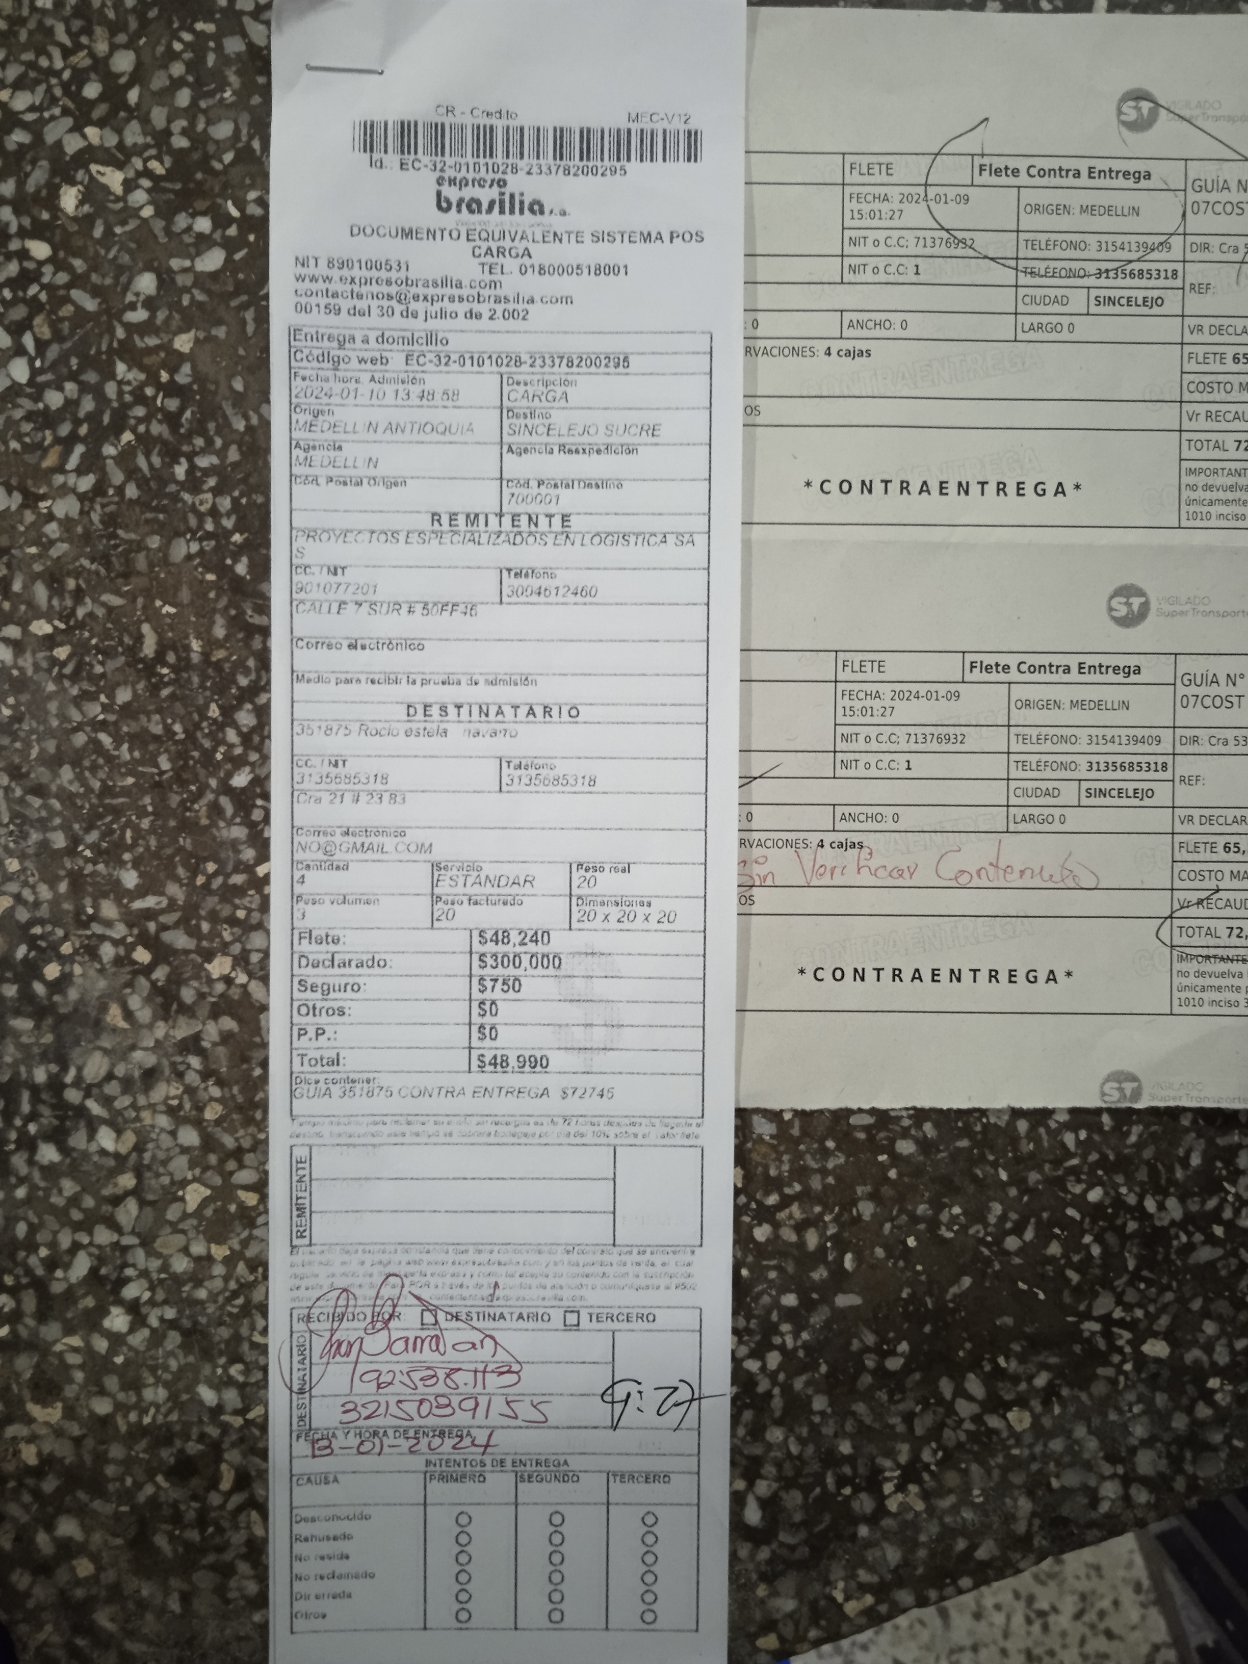 CR - Credito MEC-V12
Id.: EC-32-0101028-23378200295
expreso
brasilia s.a.
DOCUMENTO EQUIVALENTE SISTEMA POS
CARGA
NIT 890100531 TEL. 018000518001
www.expresobrasilia.com
contactenos@expresobrasilia.com
00159 del 30 de julio de 2.002
Entrega a domicilio
Código web: EC-32-0101028-23378200295
Fecha hora. Admisión Descripción
2024-01-10 13:48:58 CARGA
Origen Destino
MEDELLIN ANTIOQUIA SINCELEJO SUCRE
Agencia Agencia Reexpedición
MEDELLIN
Cód. Postal Origen Cód. Postal Destino
700001
REMITENTE
PROYECTOS ESPECIALIZADOS EN LOGISTICA SA
S
CC. / NIT Teléfono
901077201 3004612460
CALLE 7 SUR # 50FF46
Correo electrónico
Medio para recibir la prueba de admisión
DESTINATARIO
351875 Rocio estela navarro
CC. / NIT Teléfono
3135685318 3135685318
Cra 21 # 23 83
Correo electronico
NO@GMAIL.COM
Cantidad Servicio Peso real
4 ESTANDAR 20
Peso volumen Peso facturado Dimensiones
3 20 20 x 20 x 20
Flete: $48,240
Declarado: $300,000
Seguro: $750
Otros: $0
P.P.: $0
Total: $48,990
Dice contener:
GUIA 351875 CONTRA ENTREGA $72745
REMITENTE
RECIBIDO POR: DESTINATARIO TERCERO
DESTINATARIO
92538.113
3215039155
9:27
FECHA Y HORA DE ENTREGA
13-01-2024
INTENTOS DE ENTREGA
CAUSA PRIMERO SEGUNDO TERCERO
Desconocido
Rehusado
No reside
No reclamado
Dir errada
Otros
ST VIGILADO
SuperTranspo
FLETE Flete Contra Entrega GUÍA N
07COST
FECHA: 2024-01-09
15:01:27 ORIGEN: MEDELLIN
NIT o C.C; 71376932 TELÉFONO: 3154139409 DIR: Cra 5
NIT o C.C: 1 TELÉFONO: 3135685318 REF:
CIUDAD SINCELEJO
: 0 ANCHO: 0 LARGO 0 VR DECLA
RVACIONES: 4 cajas FLETE 65
COSTO M
OS Vr RECAU
TOTAL 72
*CONTRAENTREGA*
IMPORTANT
no devuelva
únicamente
1010 inciso
ST VIGILADO
SuperTransport
FLETE Flete Contra Entrega GUÍA N°
07COST
FECHA: 2024-01-09
15:01:27 ORIGEN: MEDELLIN
NIT o C.C; 71376932 TELÉFONO: 3154139409 DIR: Cra 53
NIT o C.C: 1 TELÉFONO: 3135685318 REF:
CIUDAD SINCELEJO
: 0 ANCHO: 0 LARGO 0 VR DECLAR
RVACIONES: 4 cajas FLETE 65,
Sin Verificar Contenido COSTO MA
OS Vr RECAUD
TOTAL 72,
*CONTRAENTREGA*
IMPORTANTE
no devuelva
únicamente p
1010 inciso 3
ST VIGILADO
SuperTransporte